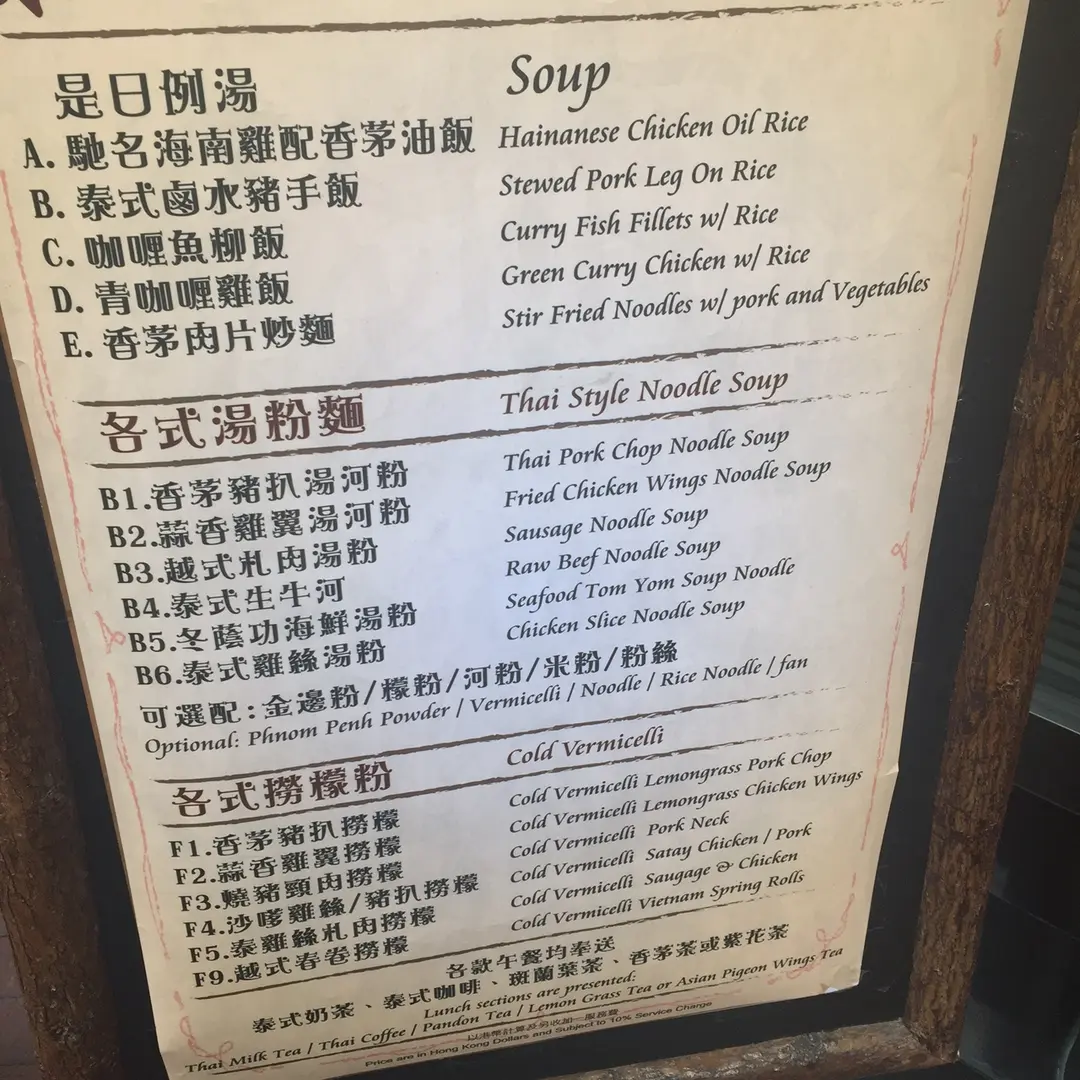 是日例湯 Soup
A. 馳名海南雞配香茅油飯 Hainanese Chicken Oil Rice
B. 泰式鹵水豬手飯 Stewed Pork Leg On Rice
C. 咖喱魚柳飯 Curry Fish Fillets w/ Rice
D. 青咖喱雞飯 Green Curry Chicken w/ Rice
E. 香茅肉片炒麵 Stir Fried Noodles w/ pork and Vegetables
各式湯粉麵 Thai Style Noodle Soup
B1.香茅豬扒湯河粉 Thai Pork Chop Noodle Soup
B2.蒜香雞翼湯河粉 Fried Chicken Wings Noodle Soup
B3.越式札肉湯粉 Sausage Noodle Soup
B4.泰式生牛河 Raw Beef Noodle Soup
B5.冬蔭功海鮮湯粉 Seafood Tom Yom Soup Noodle
B6.泰式雞絲湯粉 Chicken Slice Noodle Soup
可選配:金邊粉/檬粉/河粉/米粉/粉絲
Optional: Phnom Penh Powder / Vermicelli / Noodle / Rice Noodle / fan
各式撈檬粉 Cold Vermicelli
F1.香茅豬扒撈檬 Cold Vermicelli Lemongrass Pork Chop
F2.蒜香雞翼撈檬 Cold Vermicelli Lemongrass Chicken Wings
F3.燒豬頸肉撈檬 Cold Vermicelli Pork Neck
F4.沙嗲雞絲/豬扒撈檬 Cold Vermicelli Satay Chicken / Pork
F5.泰雞絲札肉撈檬 Cold Vermicelli Saugage & Chicken
F9.越式春卷撈檬 Cold Vermicelli Vietnam Spring Rolls
各款午餐均奉送
泰式奶茶、泰式咖啡、斑蘭葉茶、香茅茶或紫花茶
Lunch sections are presented:
Thai Milk Tea / Thai Coffee / Pandon Tea / Lemon Grass Tea or Asian Pigeon Wings Tea
以港幣計算及另收加一服務費
Price are in Hong Kong Dollars and Subject to 10% Service Charge